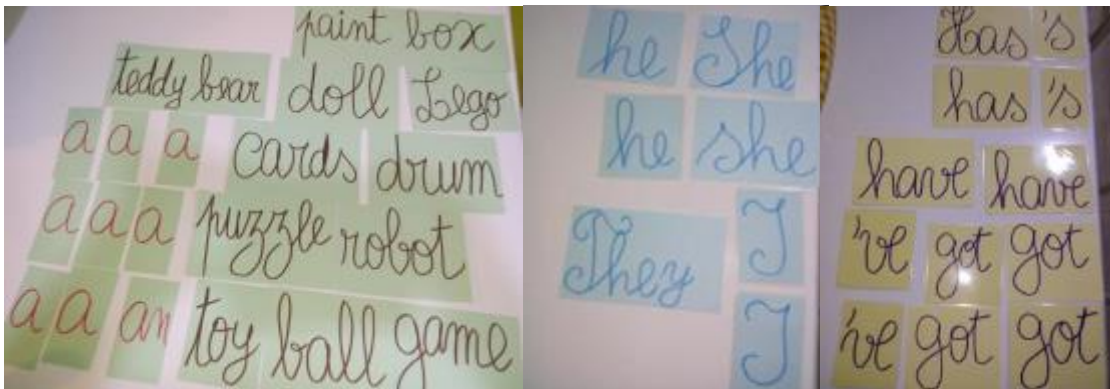 paint box
teddy bear doll Lego
a a a cards drum
a a a puzzle robot
a a an toy ball game
he She
he she
They I
I
Has 's
has 's
have have
've got got
've got got